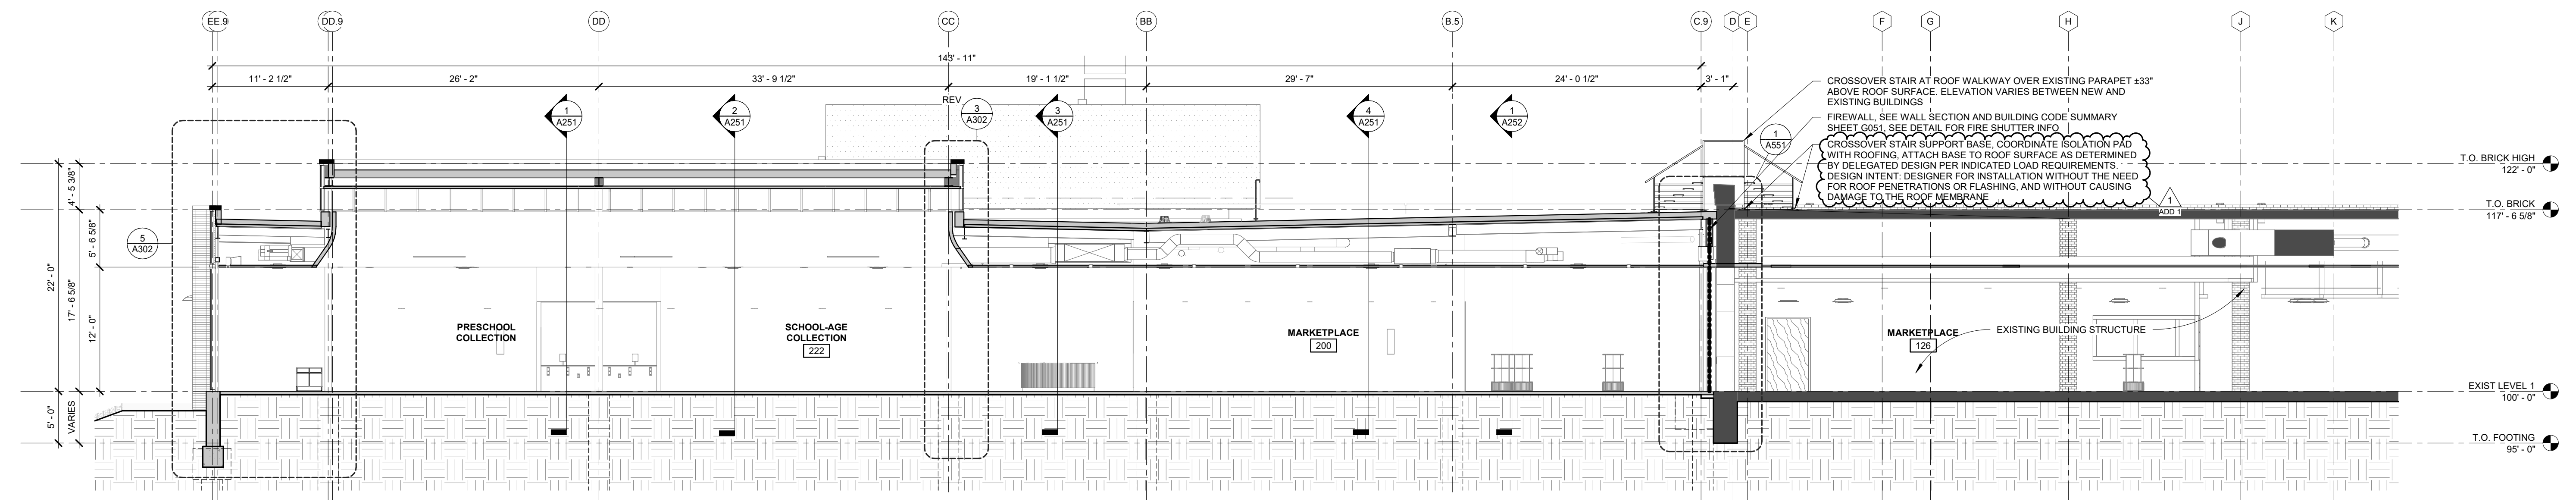 EE.9
DD.9
DD
CC
BB
B.5
C.9
D
E
F
G
H
J
K
143' - 11"
11' - 2 1/2"
26' - 2"
33' - 9 1/2"
19' - 1 1/2"
29' - 7"
24' - 0 1/2"
3' - 1"
CROSSOVER STAIR AT ROOF WALKWAY OVER EXISTING PARAPET ±33"
ABOVE ROOF SURFACE. ELEVATION VARIES BETWEEN NEW AND
EXISTING BUILDINGS
FIREWALL, SEE WALL SECTION AND BUILDING CODE SUMMARY
SHEET G051, SEE DETAIL FOR FIRE SHUTTER INFO
CROSSOVER STAIR SUPPORT BASE, COORDINATE ISOLATION PAD
WITH ROOFING, ATTACH BASE TO ROOF SURFACE AS DETERMINED
BY DELEGATED DESIGN PER INDICATED LOAD REQUIREMENTS.
DESIGN INTENT: DESIGNER FOR INSTALLATION WITHOUT THE NEED
FOR ROOF PENETRATIONS OR FLASHING, AND WITHOUT CAUSING
DAMAGE TO THE ROOF MEMBRANE
1
ADD 1
REV
3
A302
1
A251
2
A251
3
A251
4
A251
1
A252
1
A551
5
A302
T.O. BRICK HIGH
122' - 0"
T.O. BRICK
117' - 6 5/8"
EXIST LEVEL 1
100' - 0"
T.O. FOOTING
95' - 0"
4' - 5 3/8"
5' - 6 5/8"
22' - 0"
17' - 6 5/8"
12' - 0"
5' - 0"
VARIES
PRESCHOOL
COLLECTION
SCHOOL-AGE
COLLECTION
222
MARKETPLACE
200
MARKETPLACE
126
EXISTING BUILDING STRUCTURE